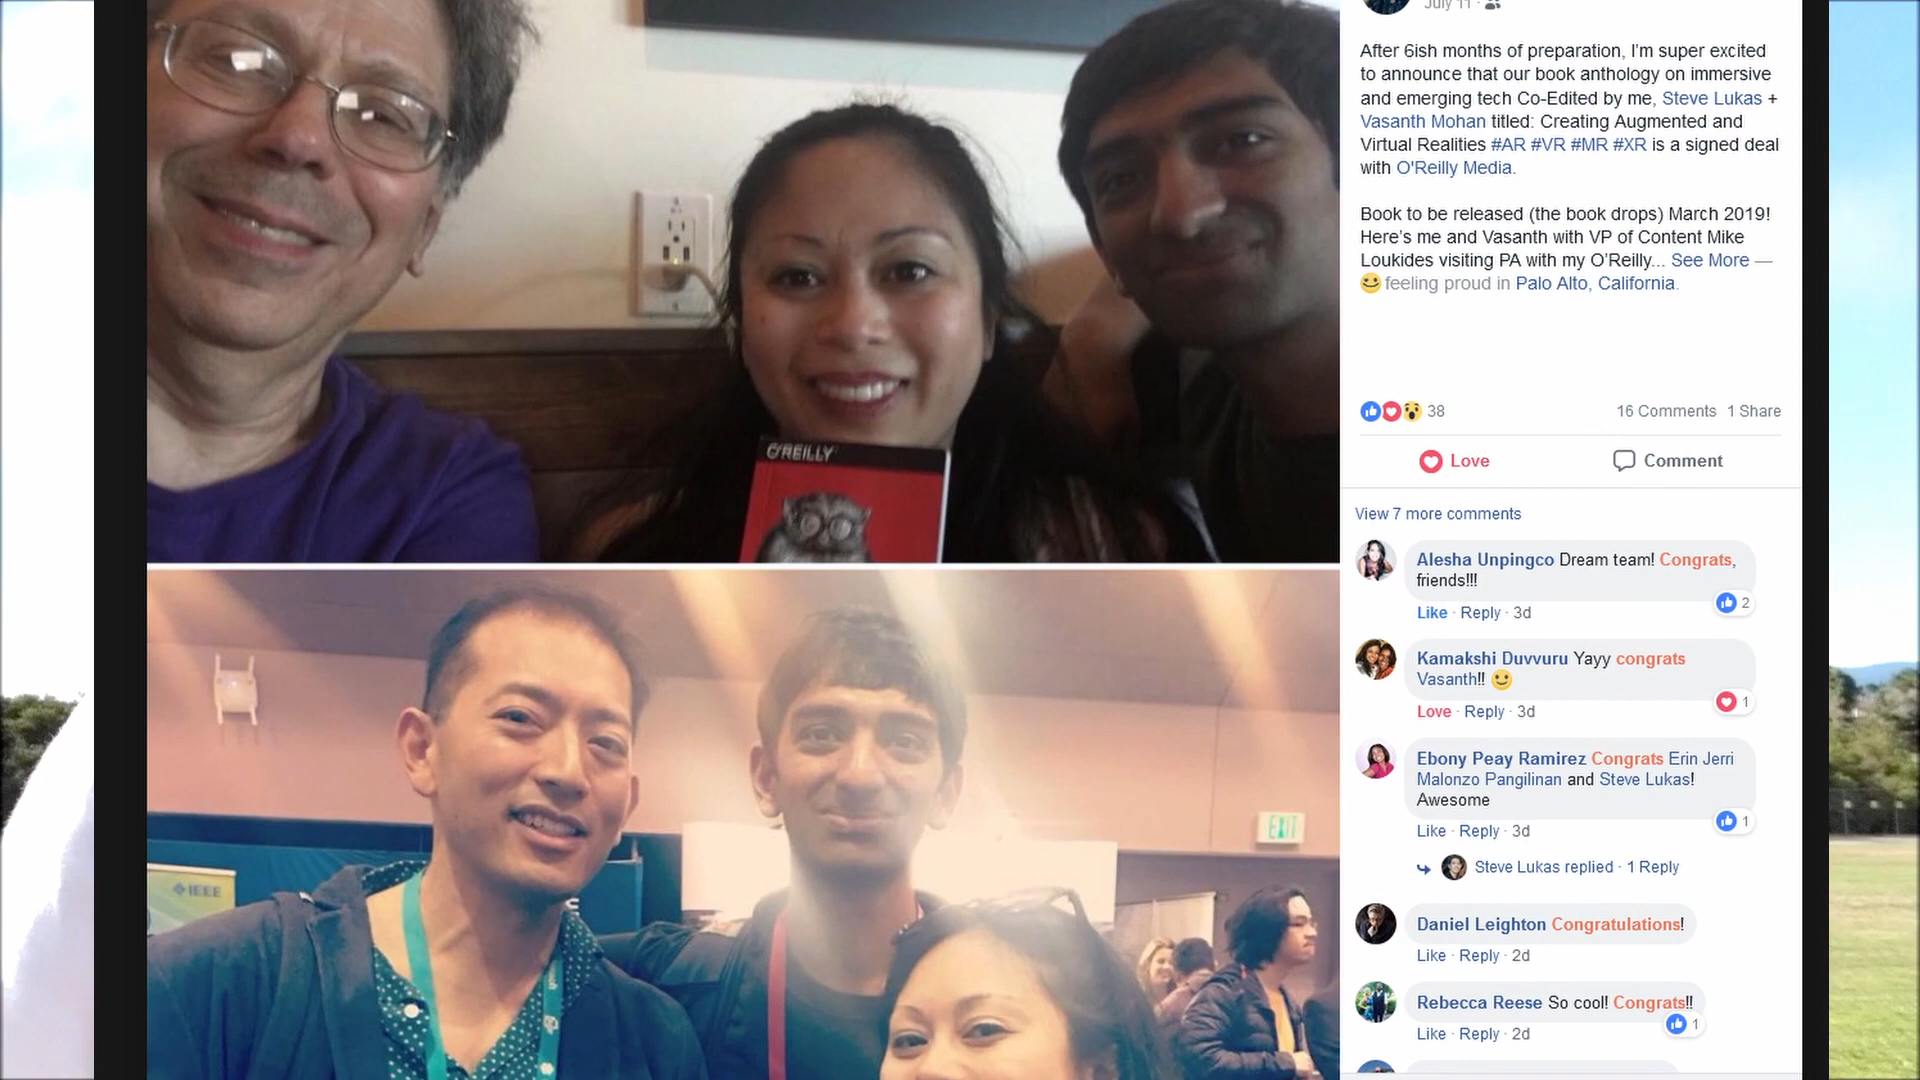 July 11 ·
After 6ish months of preparation, I'm super excited
to announce that our book anthology on immersive
and emerging tech Co-Edited by me, Steve Lukas +
Vasanth Mohan titled: Creating Augmented and
Virtual Realities #AR #VR #MR #XR is a signed deal
with O'Reilly Media.
Book to be released (the book drops) March 2019!
Here's me and Vasanth with VP of Content Mike
Loukides visiting PA with my O'Reilly... See More —
feeling proud in Palo Alto, California.
38
16 Comments 1 Share
Love
Comment
View 7 more comments
Alesha Unpingco Dream team! Congrats,
friends!!!
2
Like · Reply · 3d
Kamakshi Duvvuru Yayy congrats
Vasanth!!
1
Love · Reply · 3d
Ebony Peay Ramirez Congrats Erin Jerri
Malonzo Pangilinan and Steve Lukas!
Awesome
1
Like · Reply · 3d
Steve Lukas replied · 1 Reply
Daniel Leighton Congratulations!
Like · Reply · 2d
Rebecca Reese So cool! Congrats!!
1
Like · Reply · 2d
O'REILLY
IEEE
EXIT